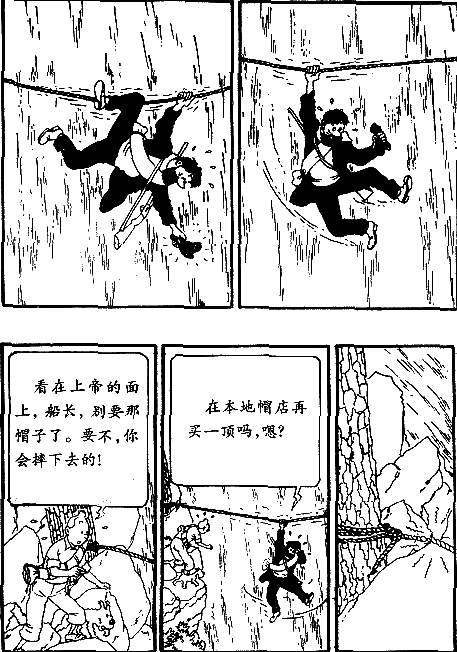 看在上帝的面
上，船长，别要那
帽子了。要不，你
会摔下去的！
在本地帽店再
买一顶吗，嗯？